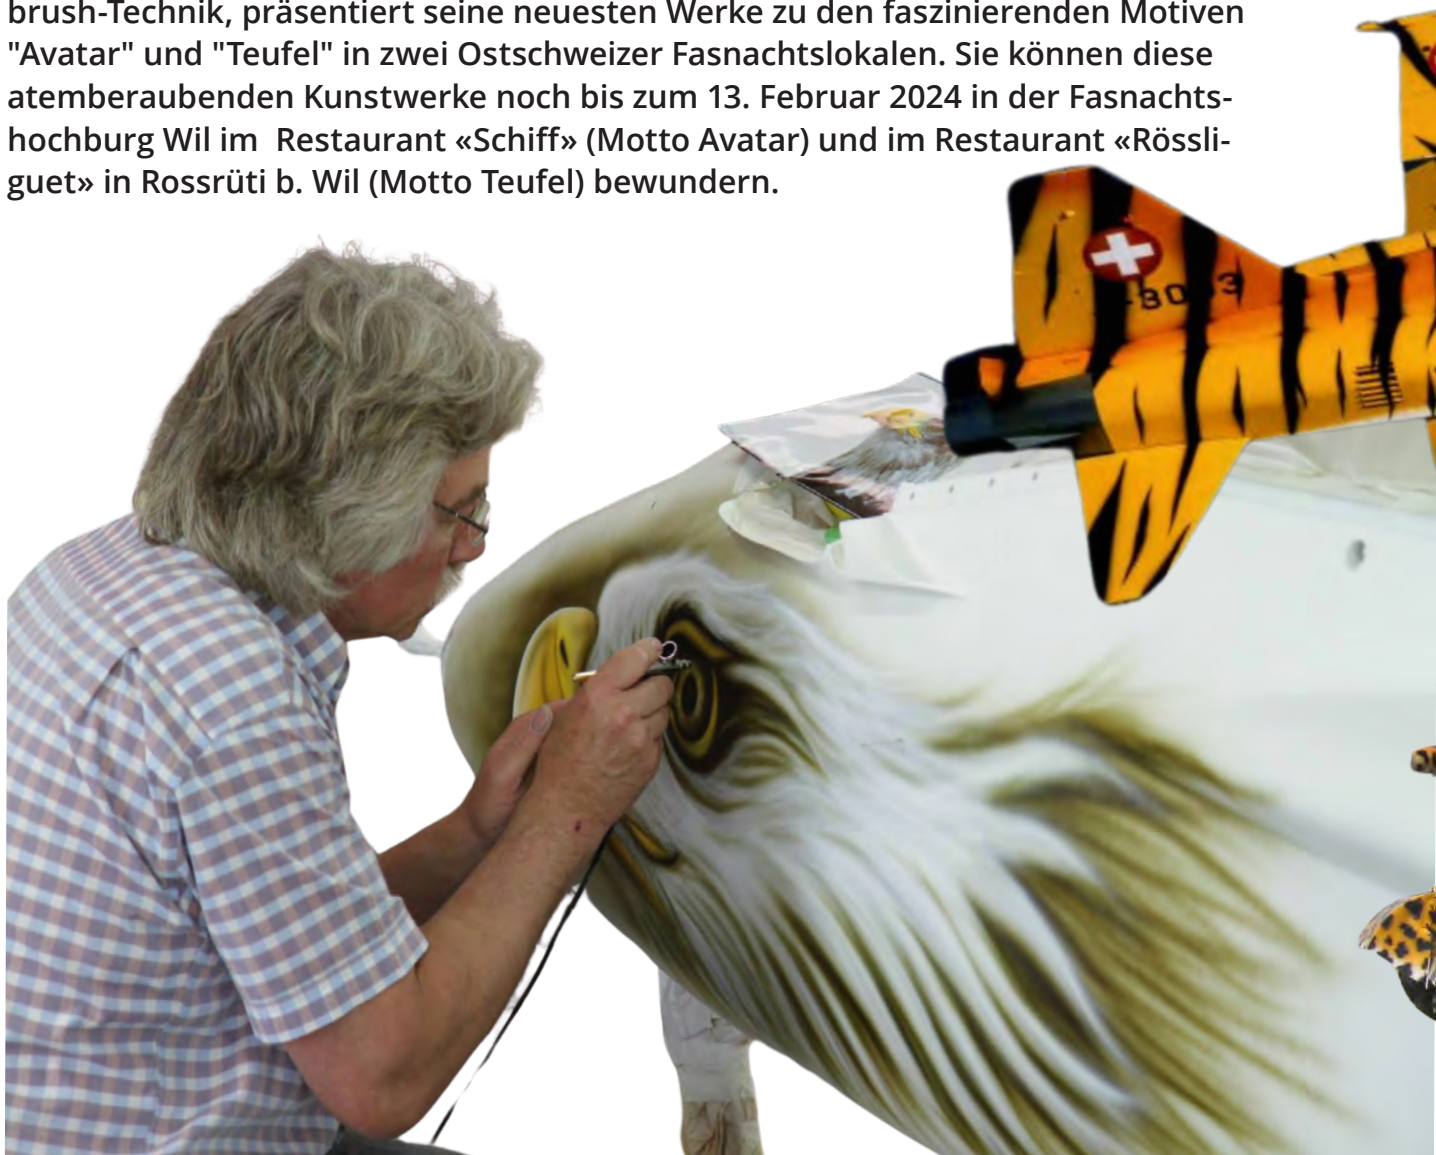 brush-Technik, präsentiert seine neuesten Werke zu den faszinierenden Motiven
"Avatar" und "Teufel" in zwei Ostschweizer Fasnachtslokalen. Sie können diese
atemberaubenden Kunstwerke noch bis zum 13. Februar 2024 in der Fasnachts-
hochburg Wil im  Restaurant «Schiff» (Motto Avatar) und im Restaurant «Rössli-
guet» in Rossrüti b. Wil (Motto Teufel) bewundern.